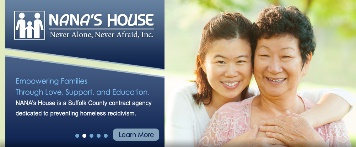 NANA'S HOUSE
Never Alone, Never Afraid, Inc.
Empowering Families
Through Love, Support, and Education.
NANA's House is a Suffolk County contract agency
dedicated to preventing homeless recidivism.
Learn More